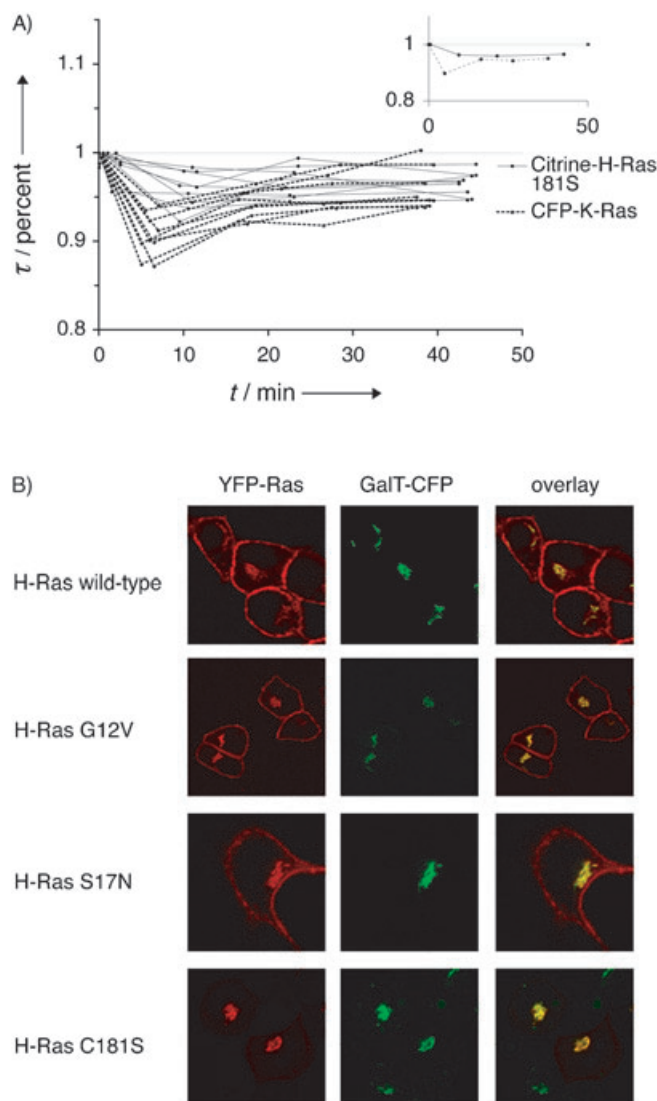 A)
1.1
1
0.9
0.8
τ / percent
0
10
20
30
40
50
t / min
1
0.8
0
50
Citrine-H-Ras
181S
CFP-K-Ras
B)
YFP-Ras GalT-CFP overlay
H-Ras wild-type
H-Ras G12V
H-Ras S17N
H-Ras C181S